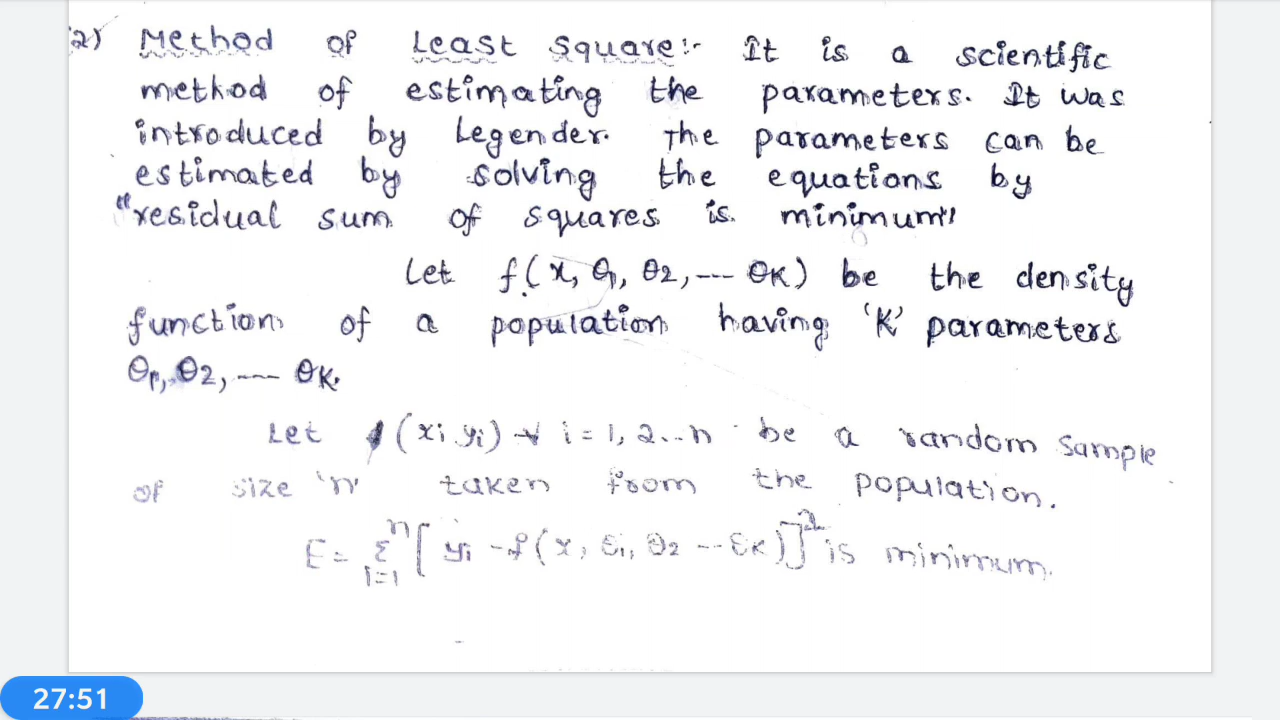 2) Method of Least Square:- It is a scientific
method of estimating the parameters. It was
introduced by Legender. The parameters can be
estimated by solving the equations by
"residual sum of squares is minimum"
Let f(x, θ1, θ2, ---- θK) be the density
function of a population having 'K' parameters
θ1, θ2, ---- θK.
Let (xi yi) ∀ i = 1, 2..n be a random sample
of size 'n' taken from the population.
E = Σ i=1 n [yi - f(x, θ1, θ2 --- θK)]² is minimum.
27:51